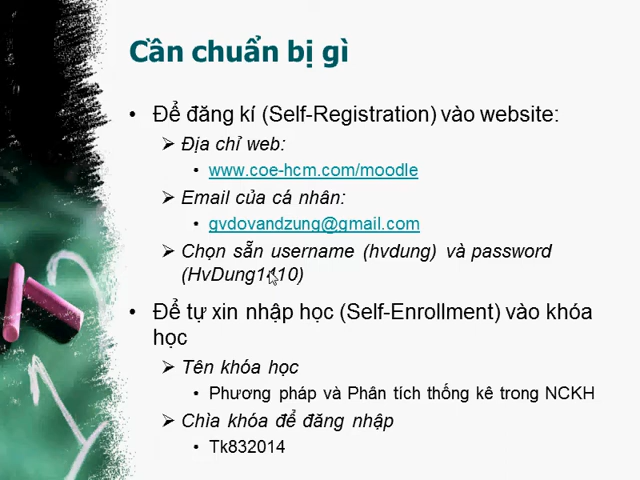 Cần chuẩn bị gì
• Để đăng kí (Self-Registration) vào website:
➢ Địa chỉ web:
• www.coe-hcm.com/moodle
➢ Email của cá nhân:
• gvdovandzung@gmail.com
➢ Chọn sẵn username (hvdung) và password
• Để tự xin nhập học (Self-Enrollment) vào khóa
học
➢ Tên khóa học
• Phương pháp và Phân tích thống kê trong NCKH
➢ Chìa khóa để đăng nhập
• Tk832014